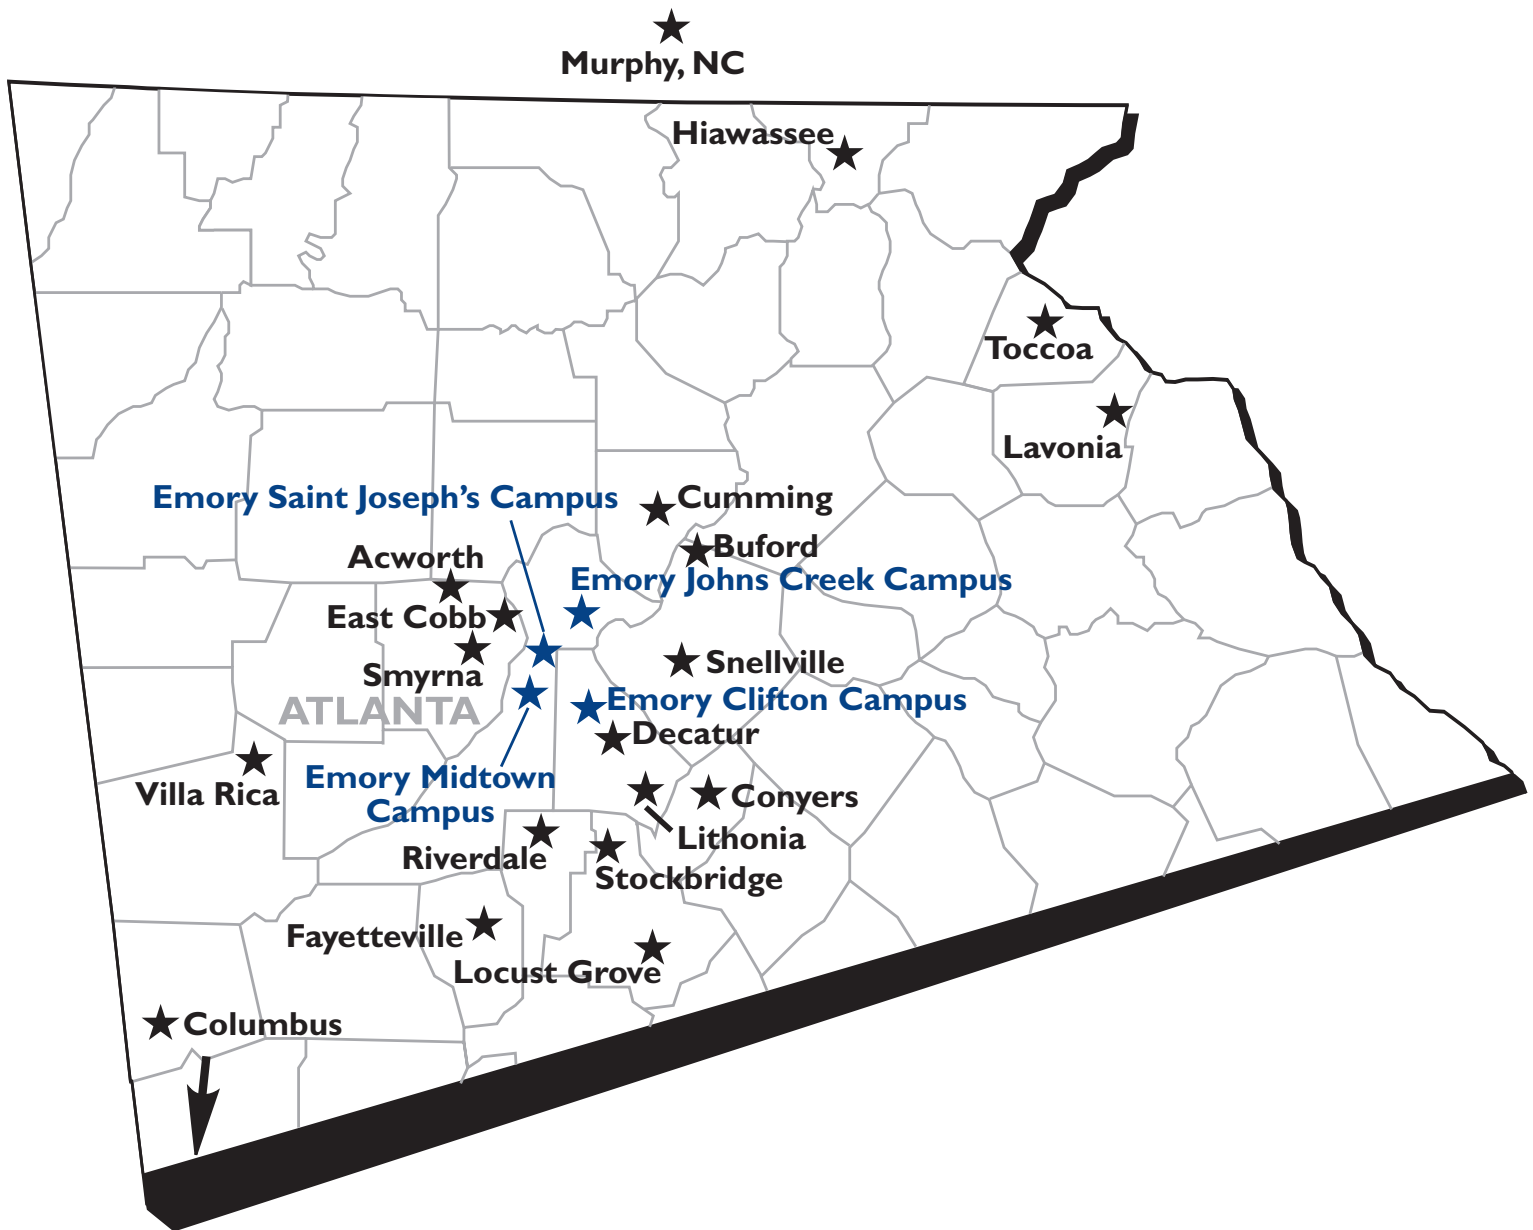 Murphy, NC
Hiawassee
Toccoa
Lavonia
Emory Saint Joseph’s Campus
Cumming
Buford
Acworth
Emory Johns Creek Campus
East Cobb
Snellville
Smyrna
Emory Clifton Campus
ATLANTA
Decatur
Emory Midtown
Campus
Villa Rica
Conyers
Lithonia
Riverdale
Stockbridge
Fayetteville
Locust Grove
Columbus